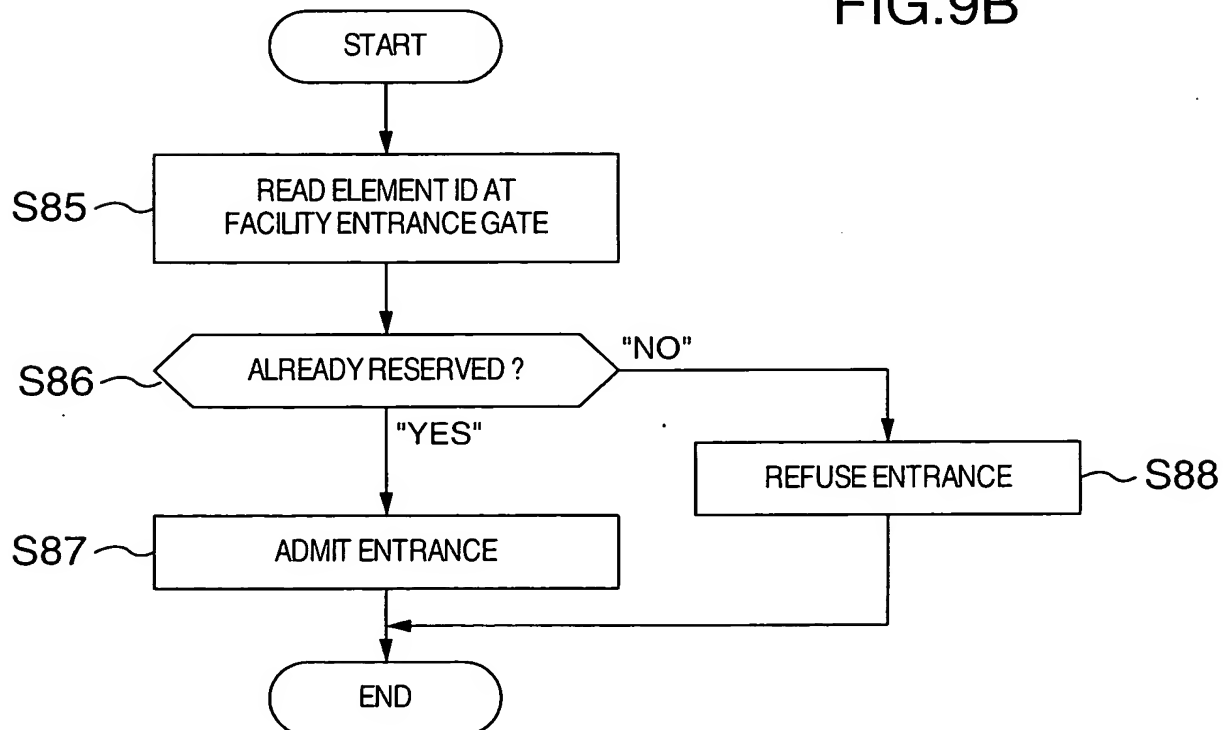 FIG.9B
START
S85
READ ELEMENT ID AT
FACILITY ENTRANCE GATE
S86
ALREADY RESERVED ?
"NO"
"YES"
REFUSE ENTRANCE
S88
S87
ADMIT ENTRANCE
END